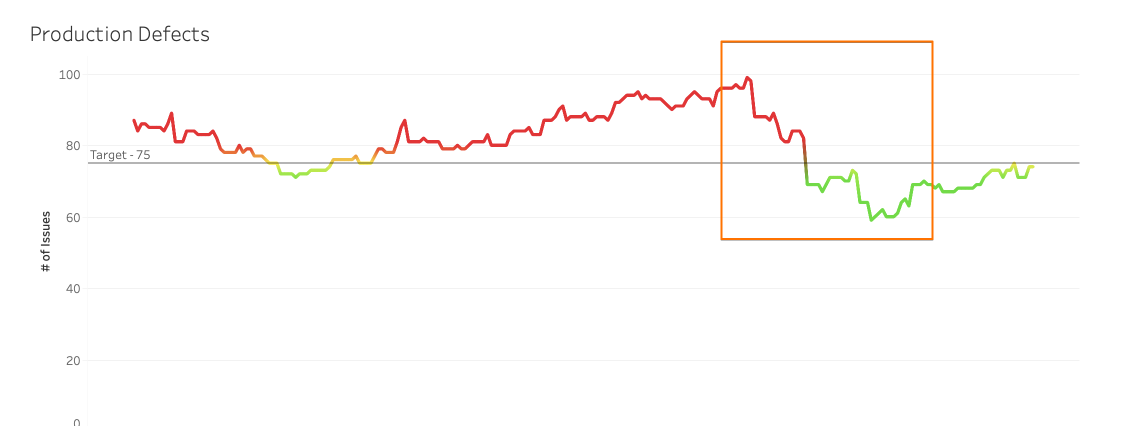 Production Defects
100
80
Target - 75
60
# of Issues
40
20
0